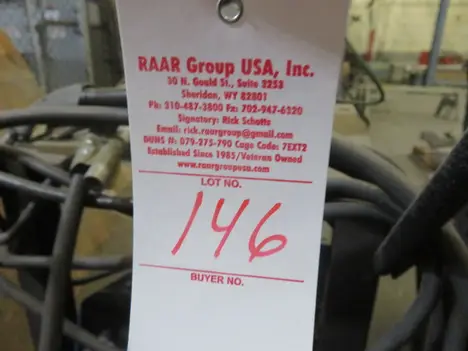 RAAR Group USA, Inc.
30 N. Gould St., Suite 3253
Sheridan, WY 82801
Ph: 310-487-3800 Fx: 702-947-6320
Signatory: Rick Schotts
Email: rick.raargroup@gmail.com
DUNS #: 079-275-790 Cage Code: 7EXT2
Established Since 1985/Veteran Owned
www.raargroupusa.com
LOT NO.
146
BUYER NO.